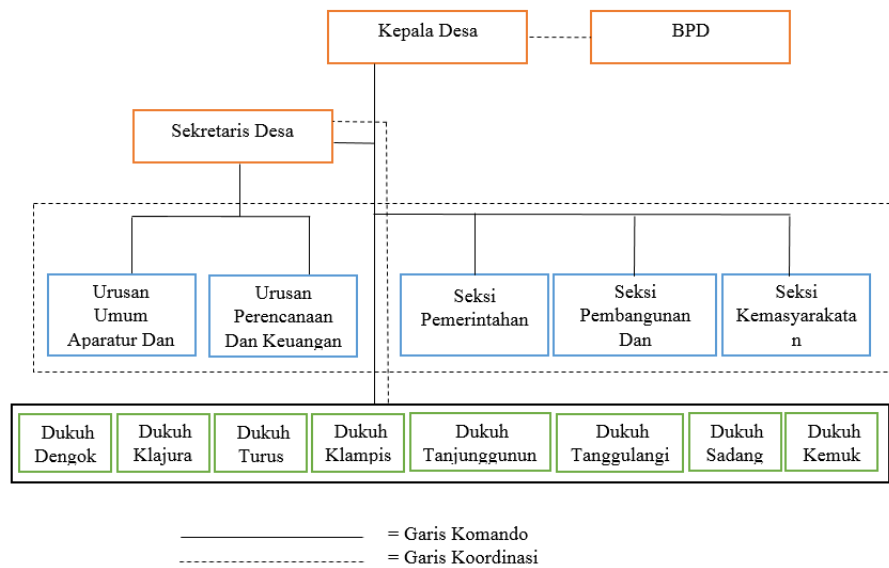 Kepala Desa
BPD
Sekretaris Desa
Urusan
Umum
Aparatur Dan
Urusan
Perencanaan
Dan Keuangan
Seksi
Pemerintahan
Seksi
Pembangunan
Dan
Seksi
Kemasyarakata
n
Dukuh
Dengok
Dukuh
Klajura
Dukuh
Turus
Dukuh
Klampis
Dukuh
Tanjunggunun
Dukuh
Tanggulangi
Dukuh
Sadang
Dukuh
Kemuk
= Garis Komando
= Garis Koordinasi